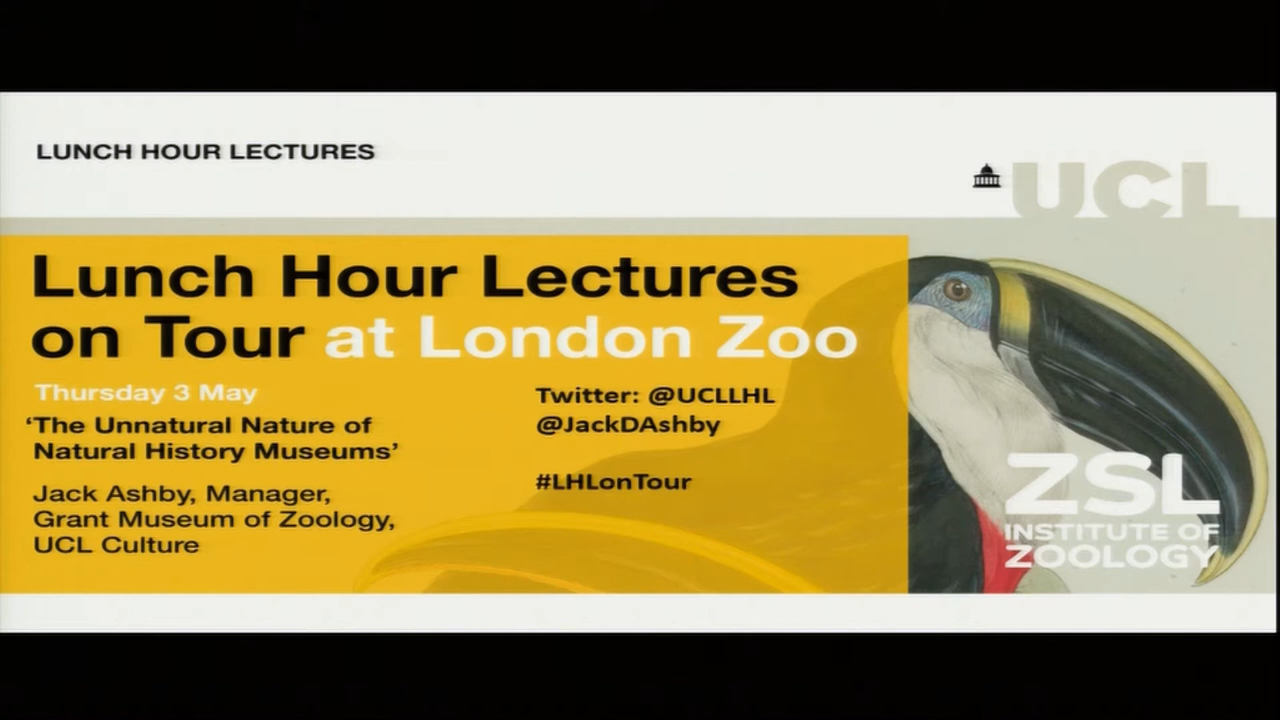 LUNCH HOUR LECTURES
UCL
Lunch Hour Lectures
on Tour at London Zoo
Thursday 3 May
‘The Unnatural Nature of
Natural History Museums’
Jack Ashby, Manager,
Grant Museum of Zoology,
UCL Culture
Twitter: @UCLLHL
@JackDAshby
#LHLonTour
ZSL
INSTITUTE OF
ZOOLOGY